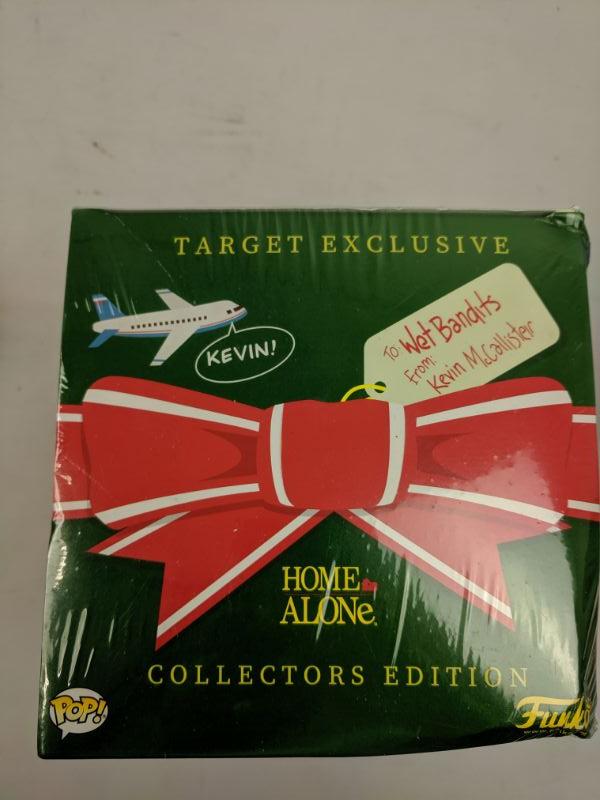 TARGET EXCLUSIVE
KEVIN!
To: Wet Bandits
From:
Kevin McCallister
HOME
ALONe
COLLECTORS EDITION
POP!
Funko